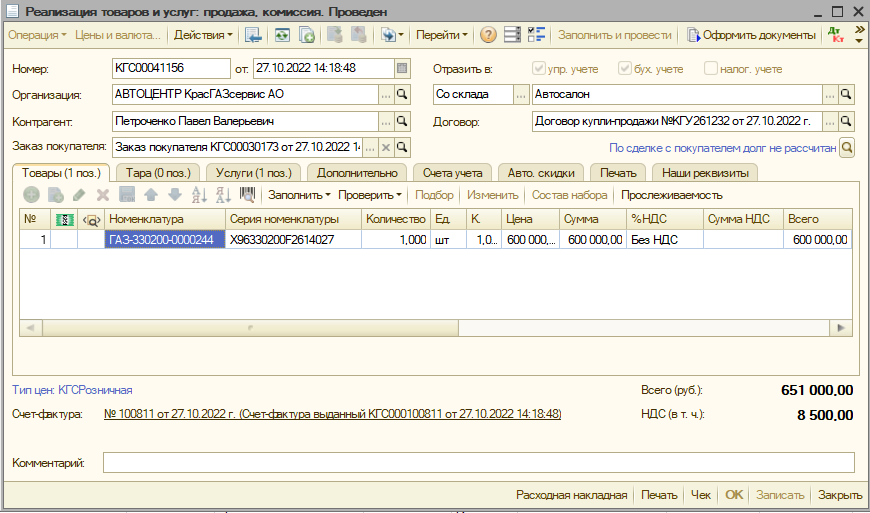 Реализация товаров и услуг: продажа, комиссия. Проведен
Операция Цены и валюта... Действия Перейти Заполнить и провести Оформить документы Дт Кт
Номер: КГС00041156 от: 27.10.2022 14:18:48 Отразить в: упр. учете бух. учете налог. учете
Организация: АВТОЦЕНТР КрасГАЗсервис АО ... Со склада ... Автосалон ...
Контрагент: Петроченко Павел Валерьевич ... Договор: Договор купли-продажи №КГУ261232 от 27.10.2022 г. ...
Заказ покупателя: Заказ покупателя КГС00030173 от 27.10.2022 14 ... По сделке с покупателем долг не рассчитан
Товары (1 поз.) Тара (0 поз.) Услуги (1 поз.) Дополнительно Счета учета Авто. скидки Печать Наши реквизиты
Заполнить Проверить Подбор Изменить Состав набора Прослеживаемость
№ Номенклатура Серия номенклатуры Количество Ед. К. Цена Сумма %НДС Сумма НДС Всего
1 ГАЗ-330200-0000244 X96330200F2614027 1,000 шт 1,0... 600 000,... 600 000,00 Без НДС 600 000,00
Тип цен: КГСРозничная Всего (руб.): 651 000,00
Счет-фактура: № 100811 от 27.10.2022 г. (Счет-фактура выданный КГС000100811 от 27.10.2022 14:18:48) НДС (в т. ч.): 8 500,00
Комментарий:
Расходная накладная Печать Чек OK Записать Закрыть